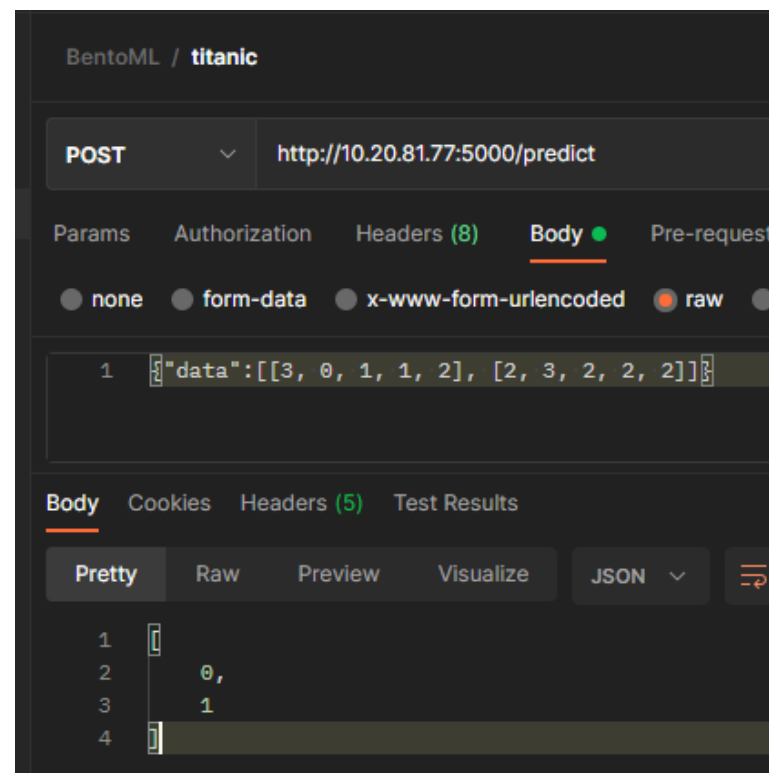 BentoML / titanic
POST http://10.20.81.77:5000/predict
Params Authorization Headers (8) Body Pre-request
none form-data x-www-form-urlencoded raw
1 {"data":[[3, 0, 1, 1, 2], [2, 3, 2, 2, 2]]}
Body Cookies Headers (5) Test Results
Pretty Raw Preview Visualize JSON
1 [
2 0,
3 1
4 ]